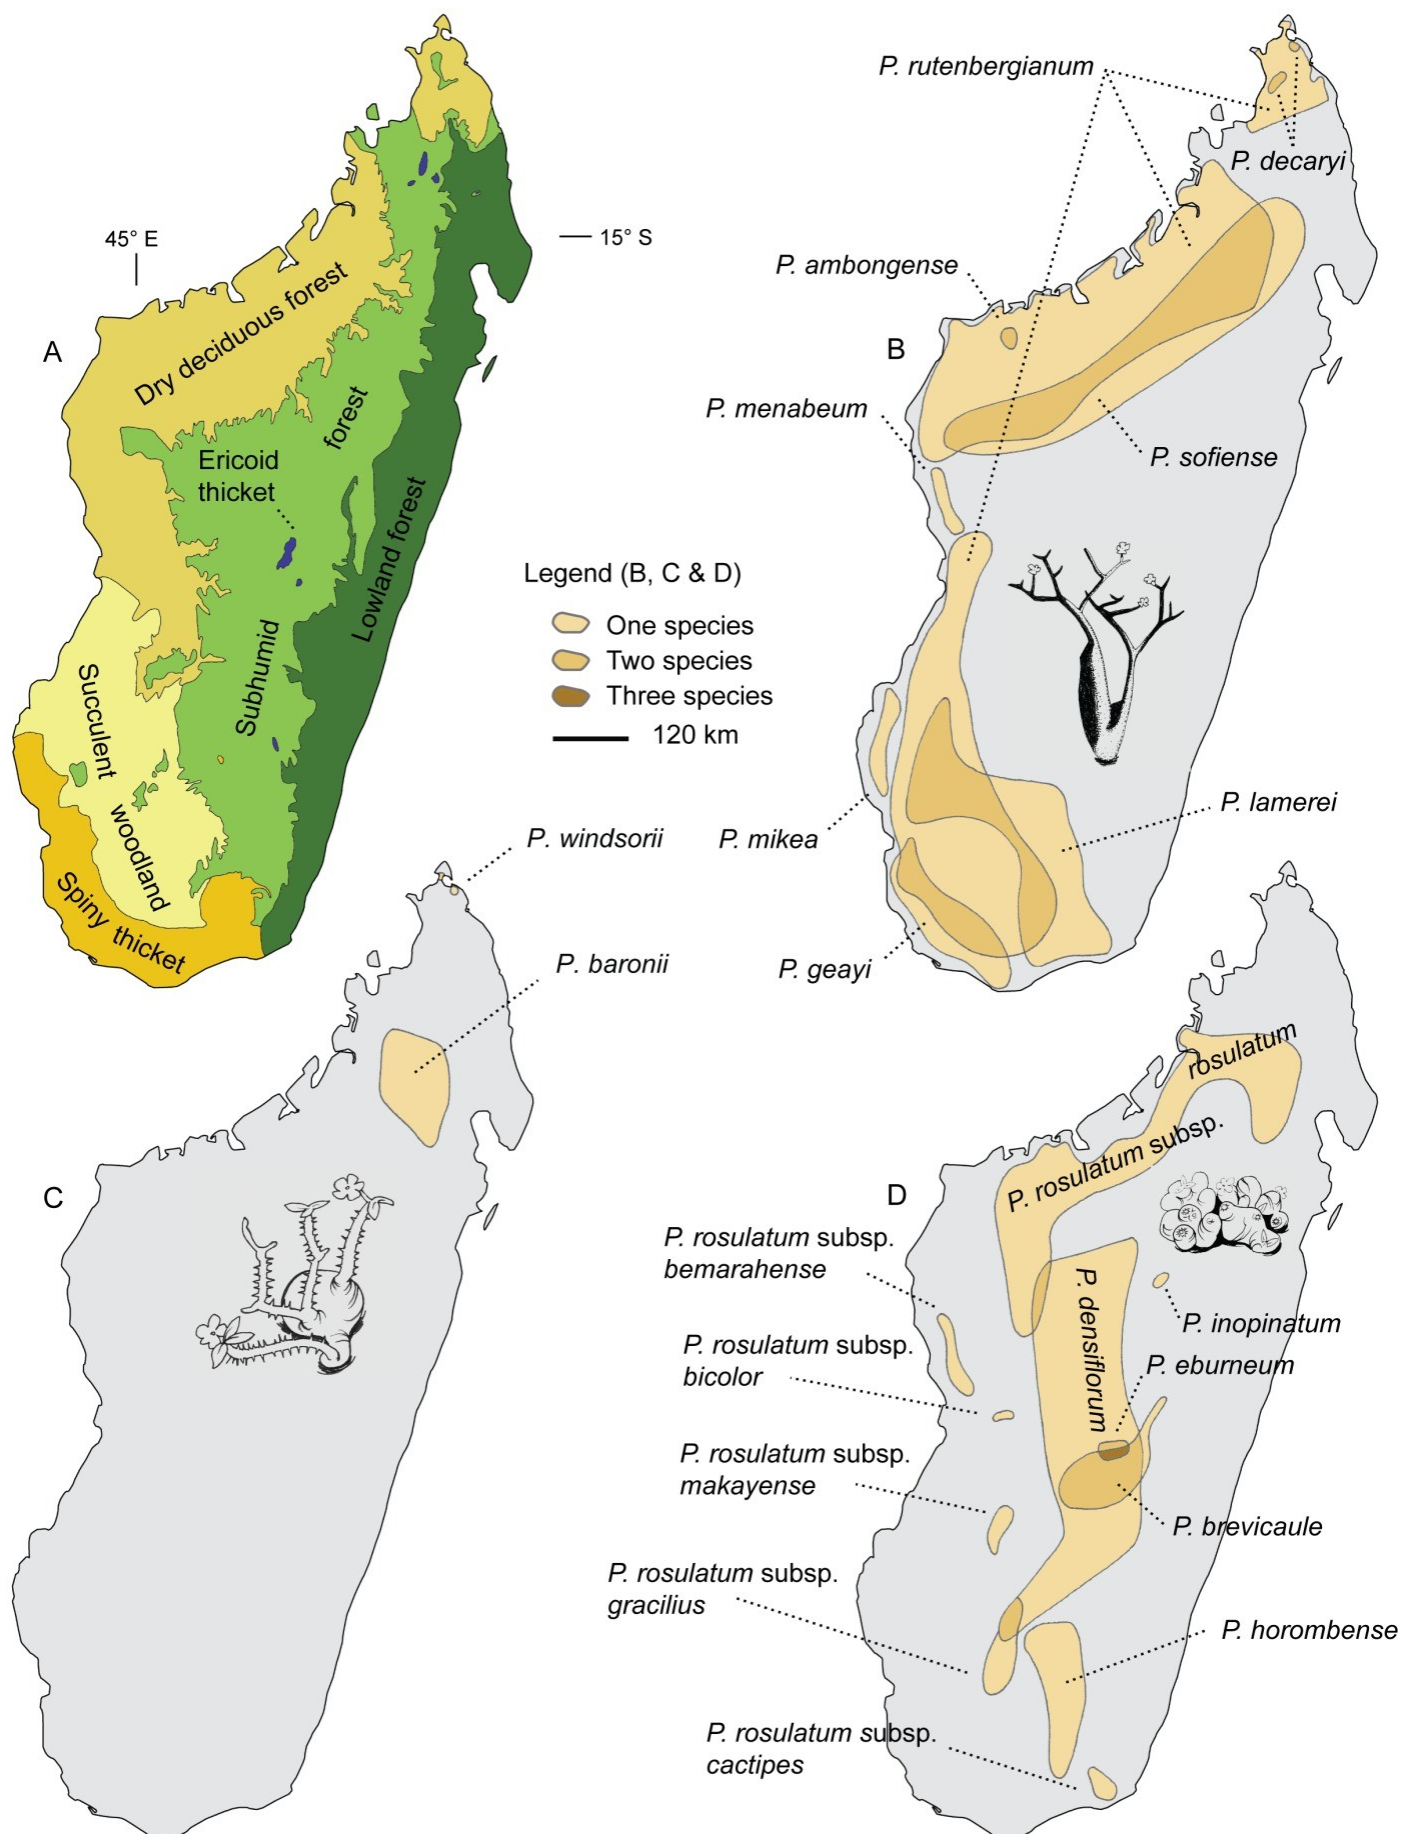 P. rutenbergianum
P. decaryi
45° E
15° S
P. ambongense
Dry deciduous forest
A
B
P. menabeum
forest
Ericoid
thicket
P. sofiense
Lowland forest
Legend (B, C & D)
One species
Two species
Three species
120 km
Subhumid
Succulent
woodland
P. lamerei
P. mikea
P. windsorii
Spiny thicket
P. baronii
P. geayi
rosulatum
P. rosulatum subsp.
C
D
P. rosulatum subsp.
bemarahense
P. densiflorum
P. inopinatum
P. rosulatum subsp.
bicolor
P. eburneum
P. rosulatum subsp.
makayense
P. brevicaule
P. rosulatum subsp.
gracilius
P. horombense
P. rosulatum subsp.
cactipes